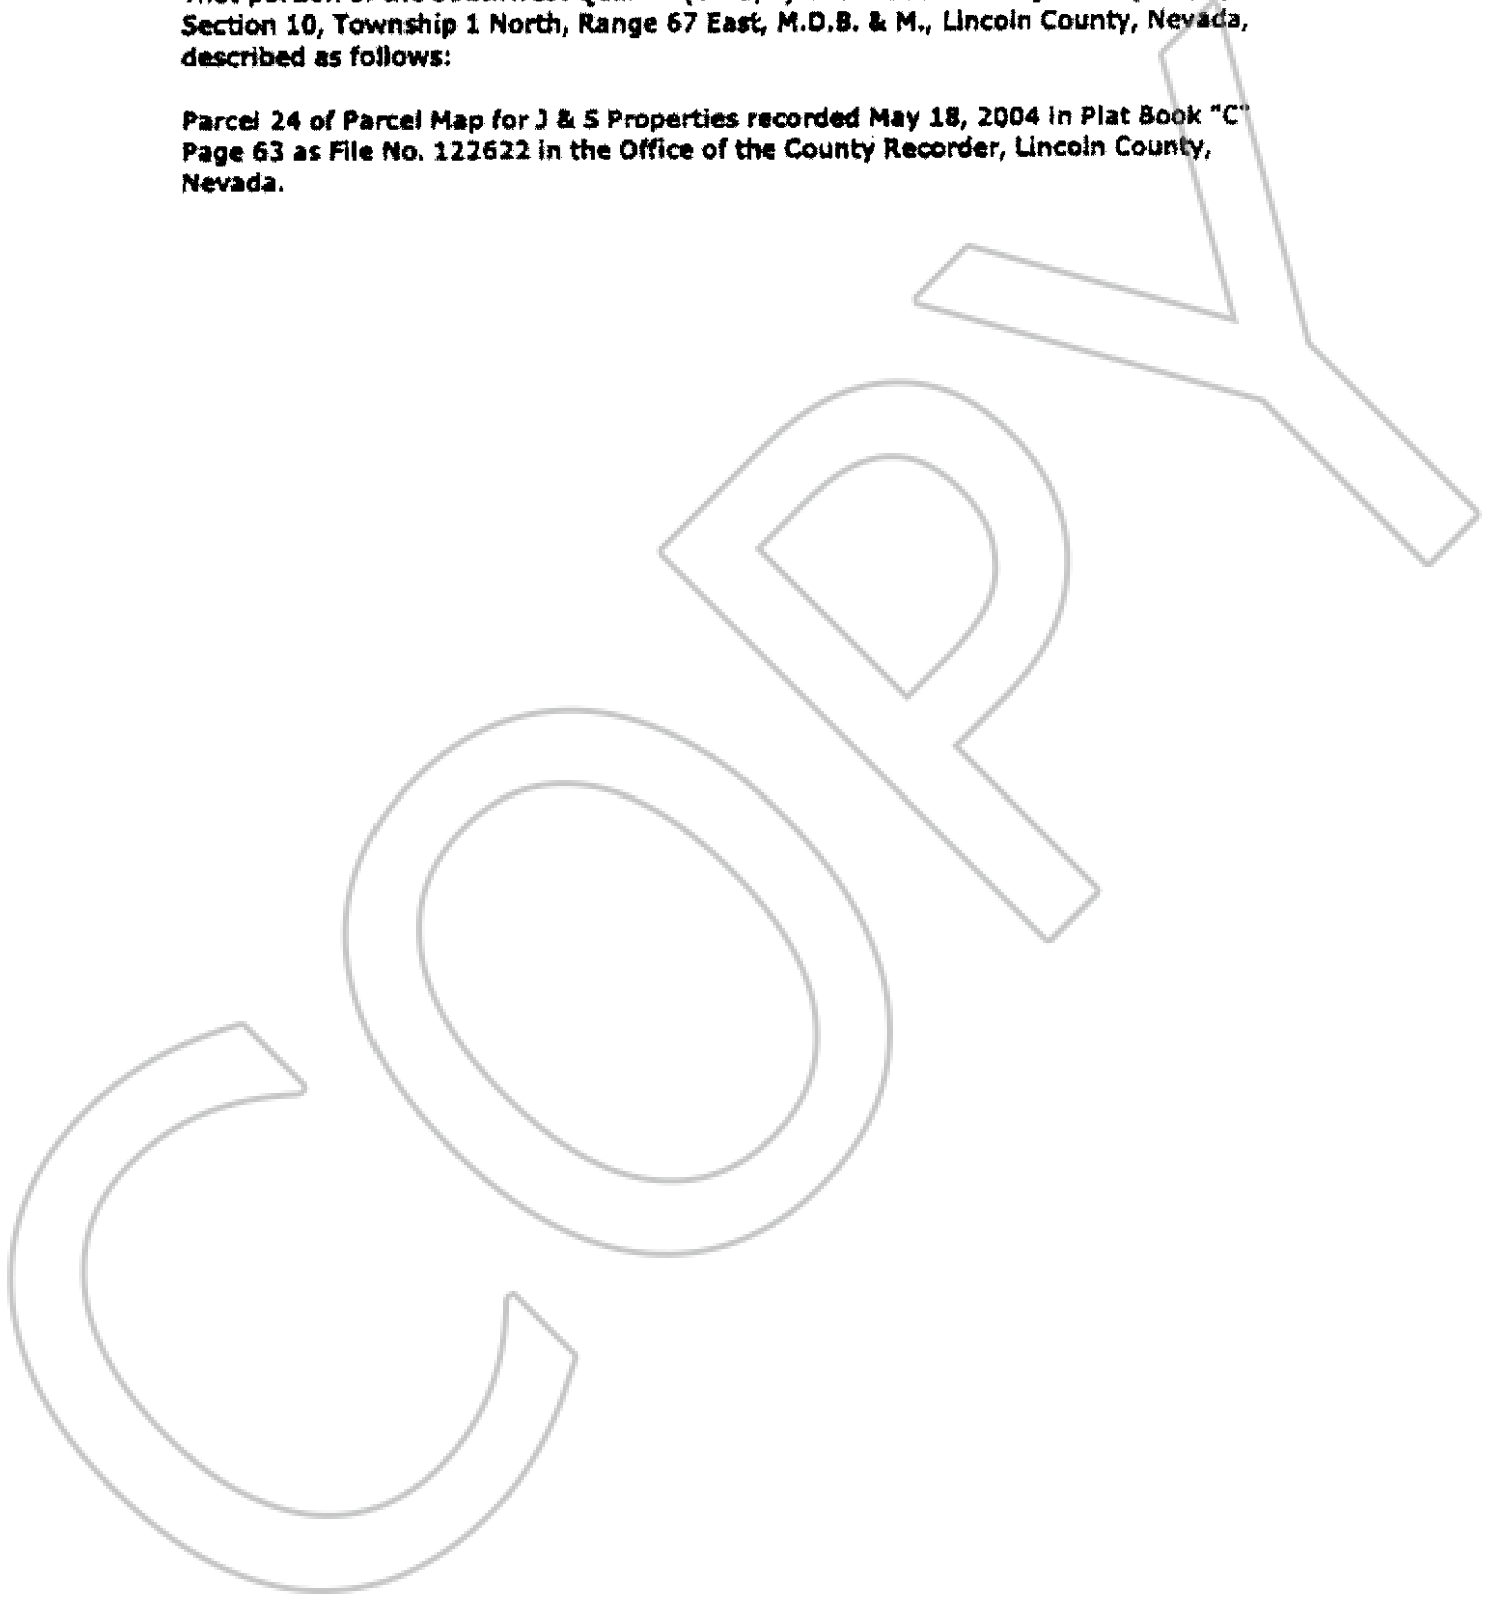 Section 10, Township 1 North, Range 67 East, M.D.B. & M., Lincoln County, Nevada,
described as follows:
Parcel 24 of Parcel Map for J & S Properties recorded May 18, 2004 in Plat Book "C"
Page 63 as File No. 122622 in the Office of the County Recorder, Lincoln County,
Nevada.
COPY